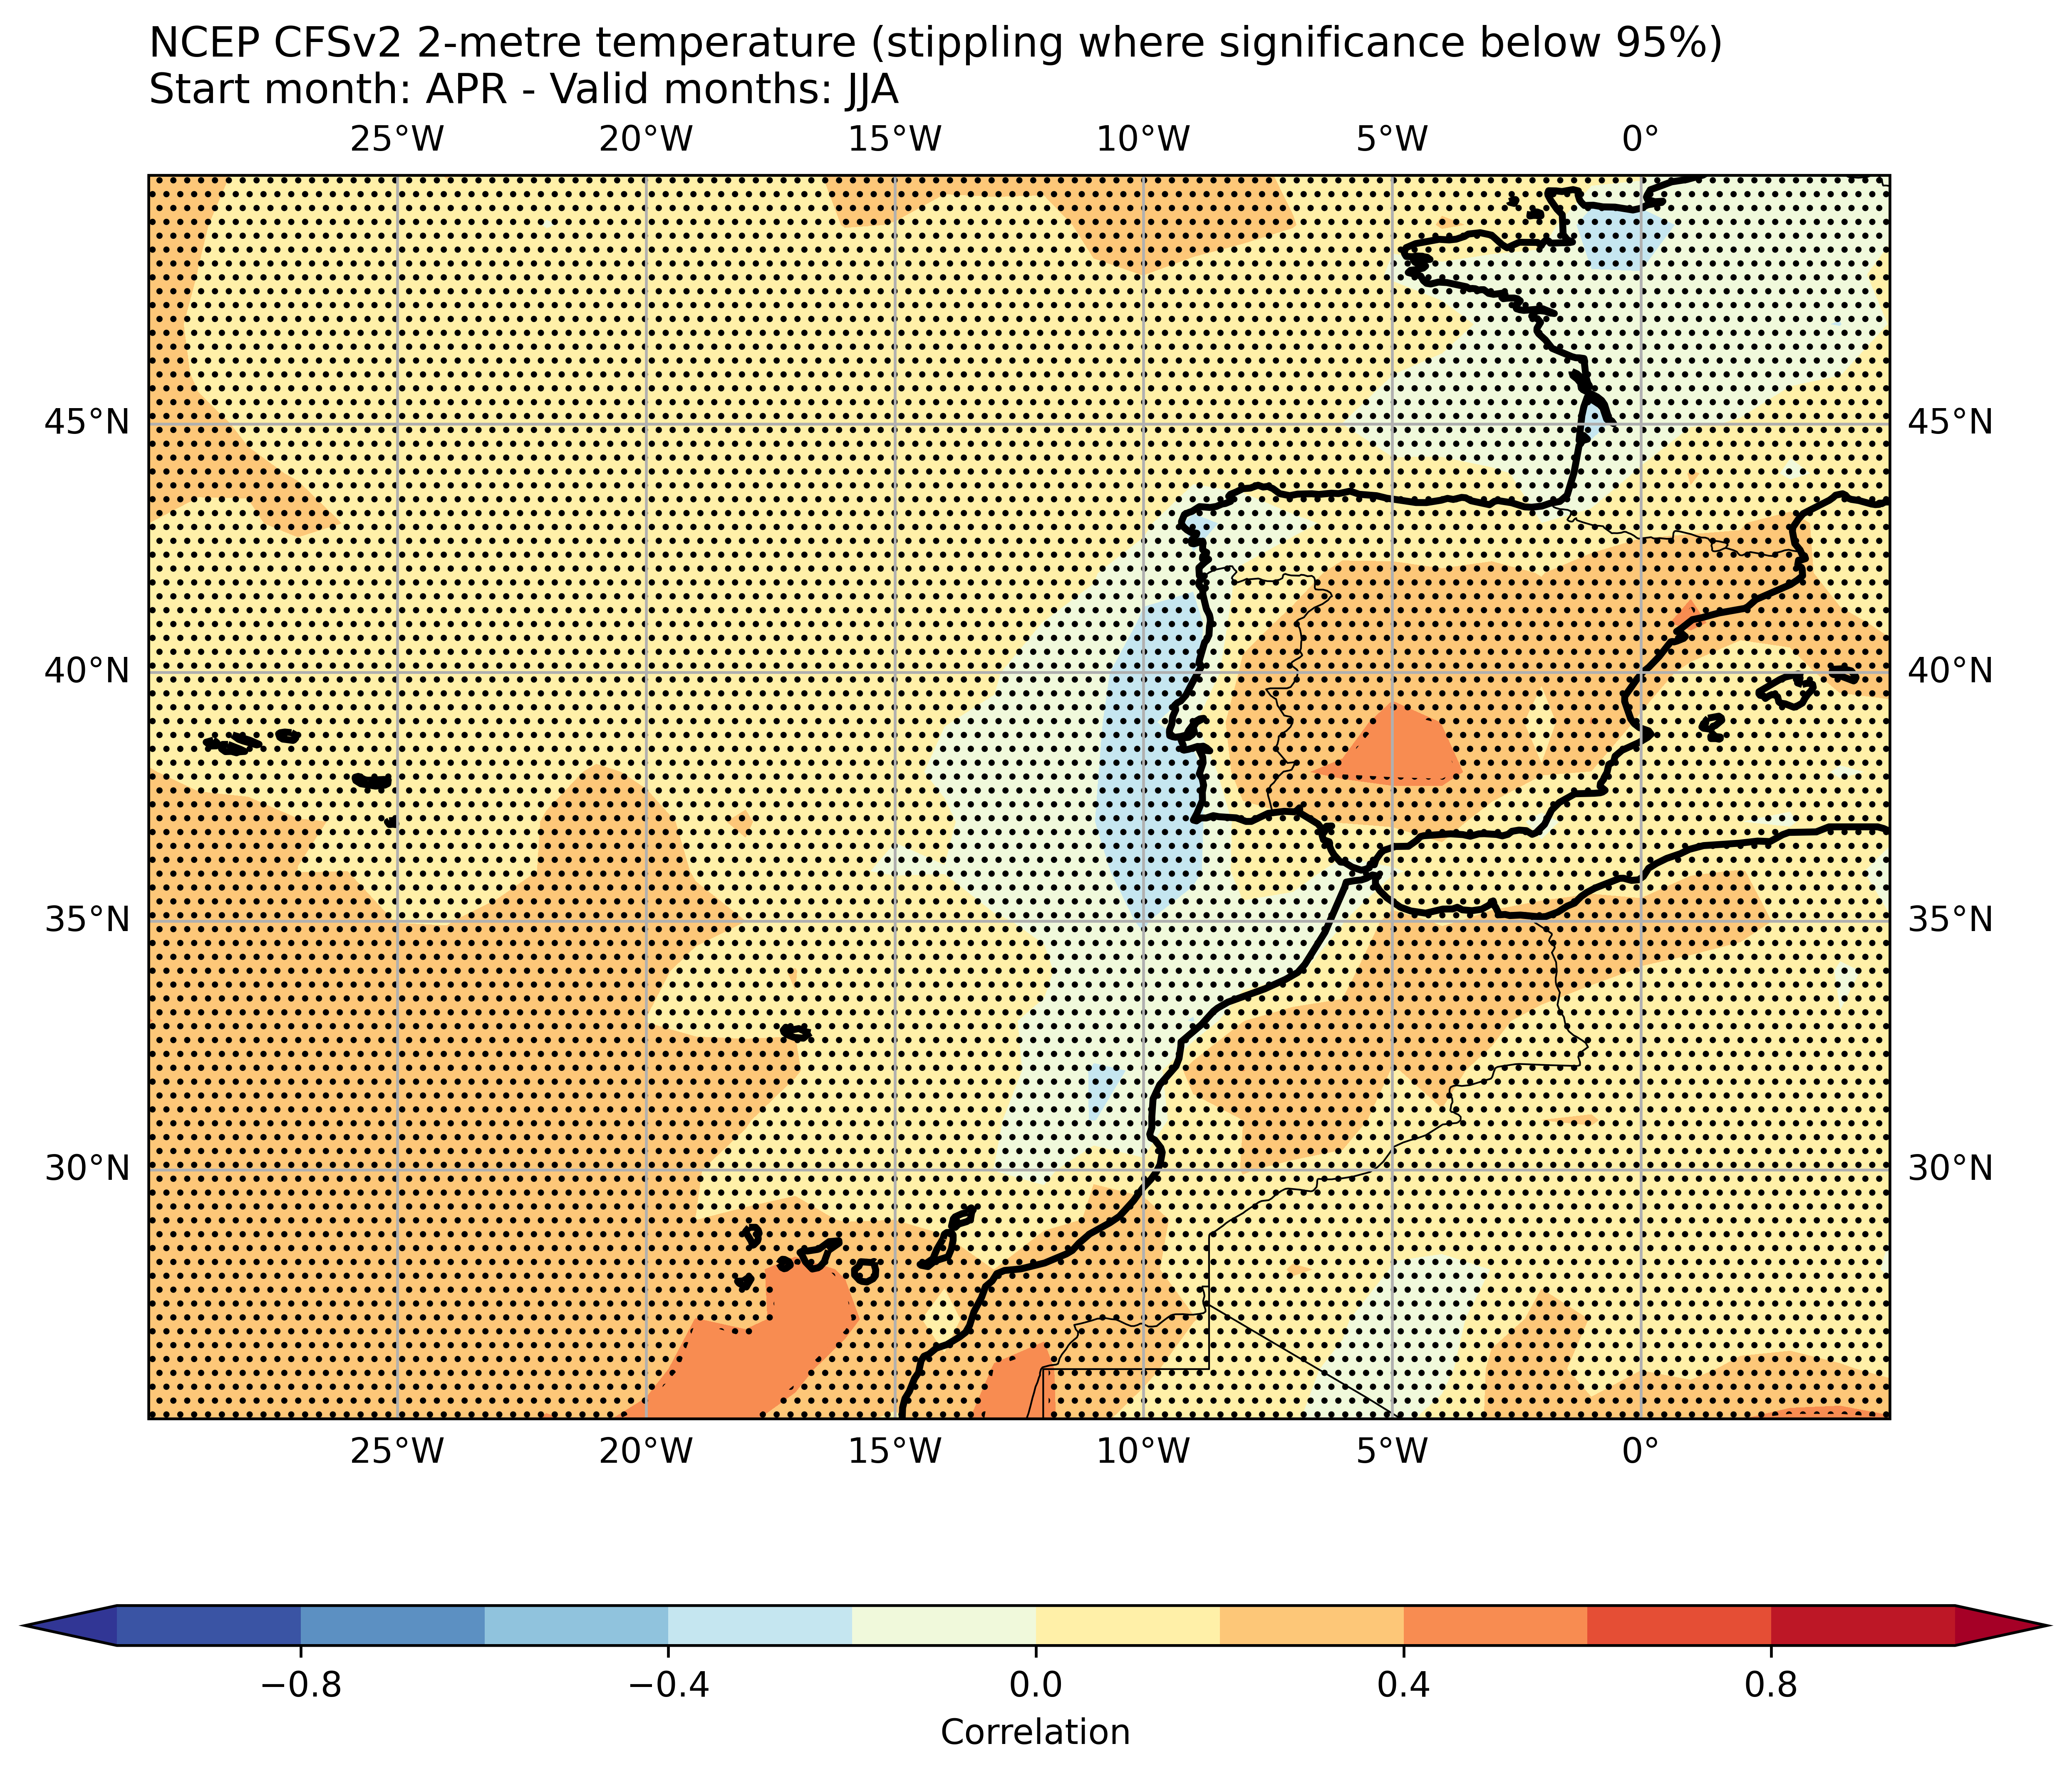 NCEP CFSv2 2-metre temperature (stippling where significance below 95%)
Start month: APR - Valid months: JJA
25°W 20°W 15°W 10°W 5°W 0°
45°N 45°N
40°N 40°N
35°N 35°N
30°N 30°N
25°W 20°W 15°W 10°W 5°W 0°
−0.8 −0.4 0.0 0.4 0.8
Correlation